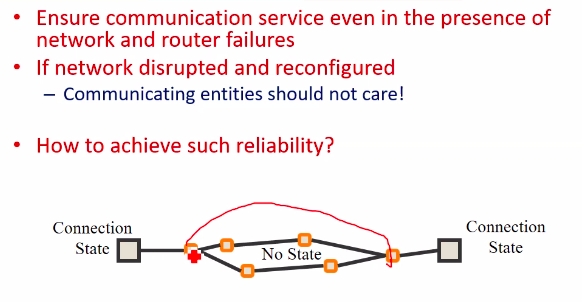 • Ensure communication service even in the presence of
network and router failures
• If network disrupted and reconfigured
– Communicating entities should not care!
• How to achieve such reliability?
Connection
State
No State
Connection
State